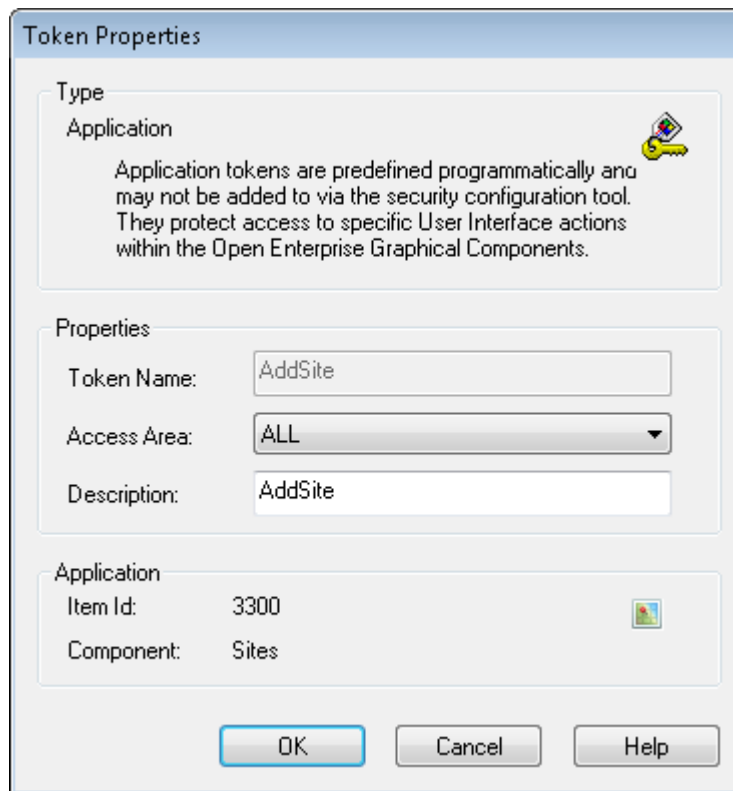 Token Properties
Type
Application
Application tokens are predefined programmatically and
may not be added to via the security configuration tool.
They protect access to specific User Interface actions
within the Open Enterprise Graphical Components.
Properties
Token Name: AddSite
Access Area: ALL
Description: AddSite
Application
Item Id: 3300
Component: Sites
OK Cancel Help